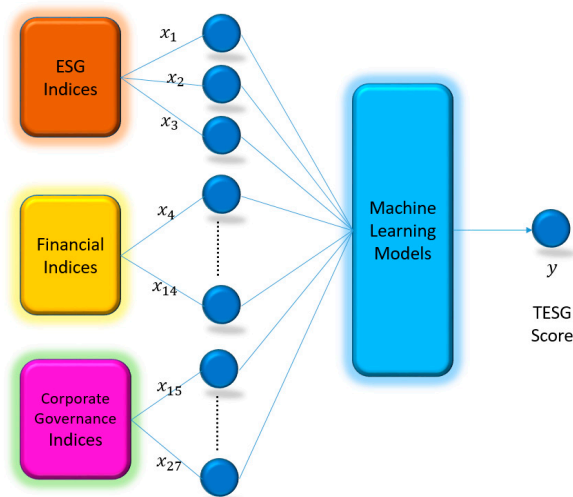 ESG
Indices
x₁
x₂
x₃
Financial
Indices
x₄
x₁₄
Corporate
Governance
Indices
x₁₅
x₂₇
Machine
Learning
Models
y
TESG
Score